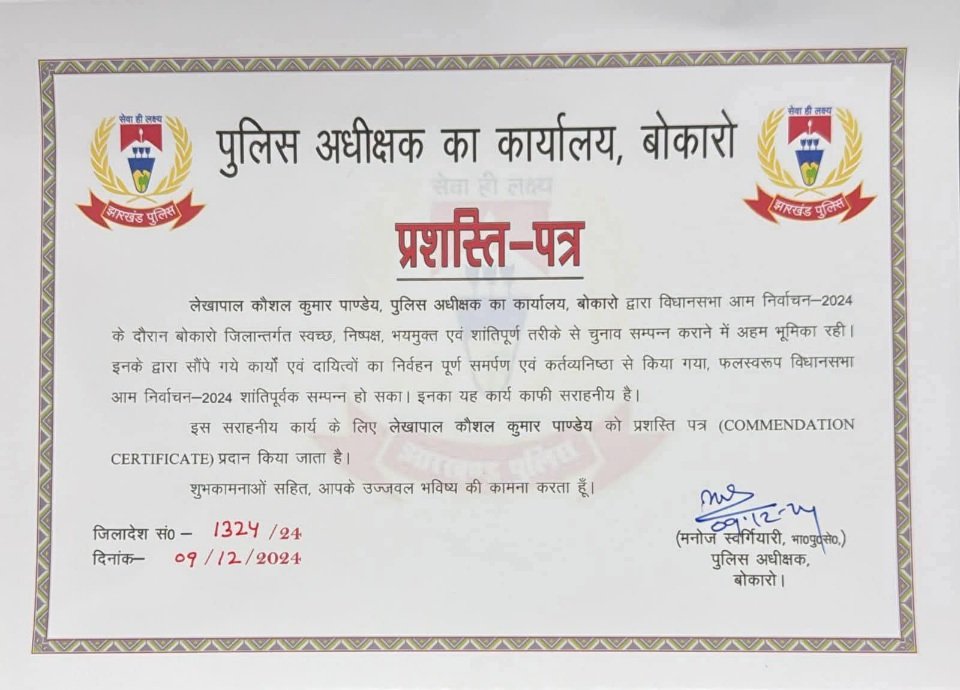 सेवा ही लक्ष्य
झारखंड पुलिस
सेवा ही लक्ष्य
झारखंड पुलिस
पुलिस अधीक्षक का कार्यालय, बोकारो
सेवा ही लक्ष्य
प्रशस्ति–पत्र
लेखापाल कौशल कुमार पाण्डेय, पुलिस अधीक्षक का कार्यालय, बोकारो द्वारा विधानसभा आम निर्वाचन–2024
के दौरान बोकारो जिलान्तर्गत स्वच्छ, निष्पक्ष, भयमुक्त एवं शांतिपूर्ण तरीके से चुनाव सम्पन्न कराने में अहम भूमिका रही।
इनके द्वारा सौंपे गये कार्यों एवं दायित्वों का निर्वहन पूर्ण समर्पण एवं कर्तव्यनिष्ठा से किया गया, फलस्वरूप विधानसभा
आम निर्वाचन–2024 शांतिपूर्वक सम्पन्न हो सका। इनका यह कार्य काफी सराहनीय है।
इस सराहनीय कार्य के लिए लेखापाल कौशल कुमार पाण्डेय को प्रशस्ति पत्र (COMMENDATION
CERTIFICATE) प्रदान किया जाता है।
झारखण्ड पुलिस
शुभकामनाओं सहित, आपके उज्जवल भविष्य की कामना करता हूँ।
जिलादेश सं० – 1324 /24
दिनांक– 09/12/2024
09.12.24
(मनोज स्वर्गियारी, भा०पु०से०,)
पुलिस अधीक्षक,
बोकारो।